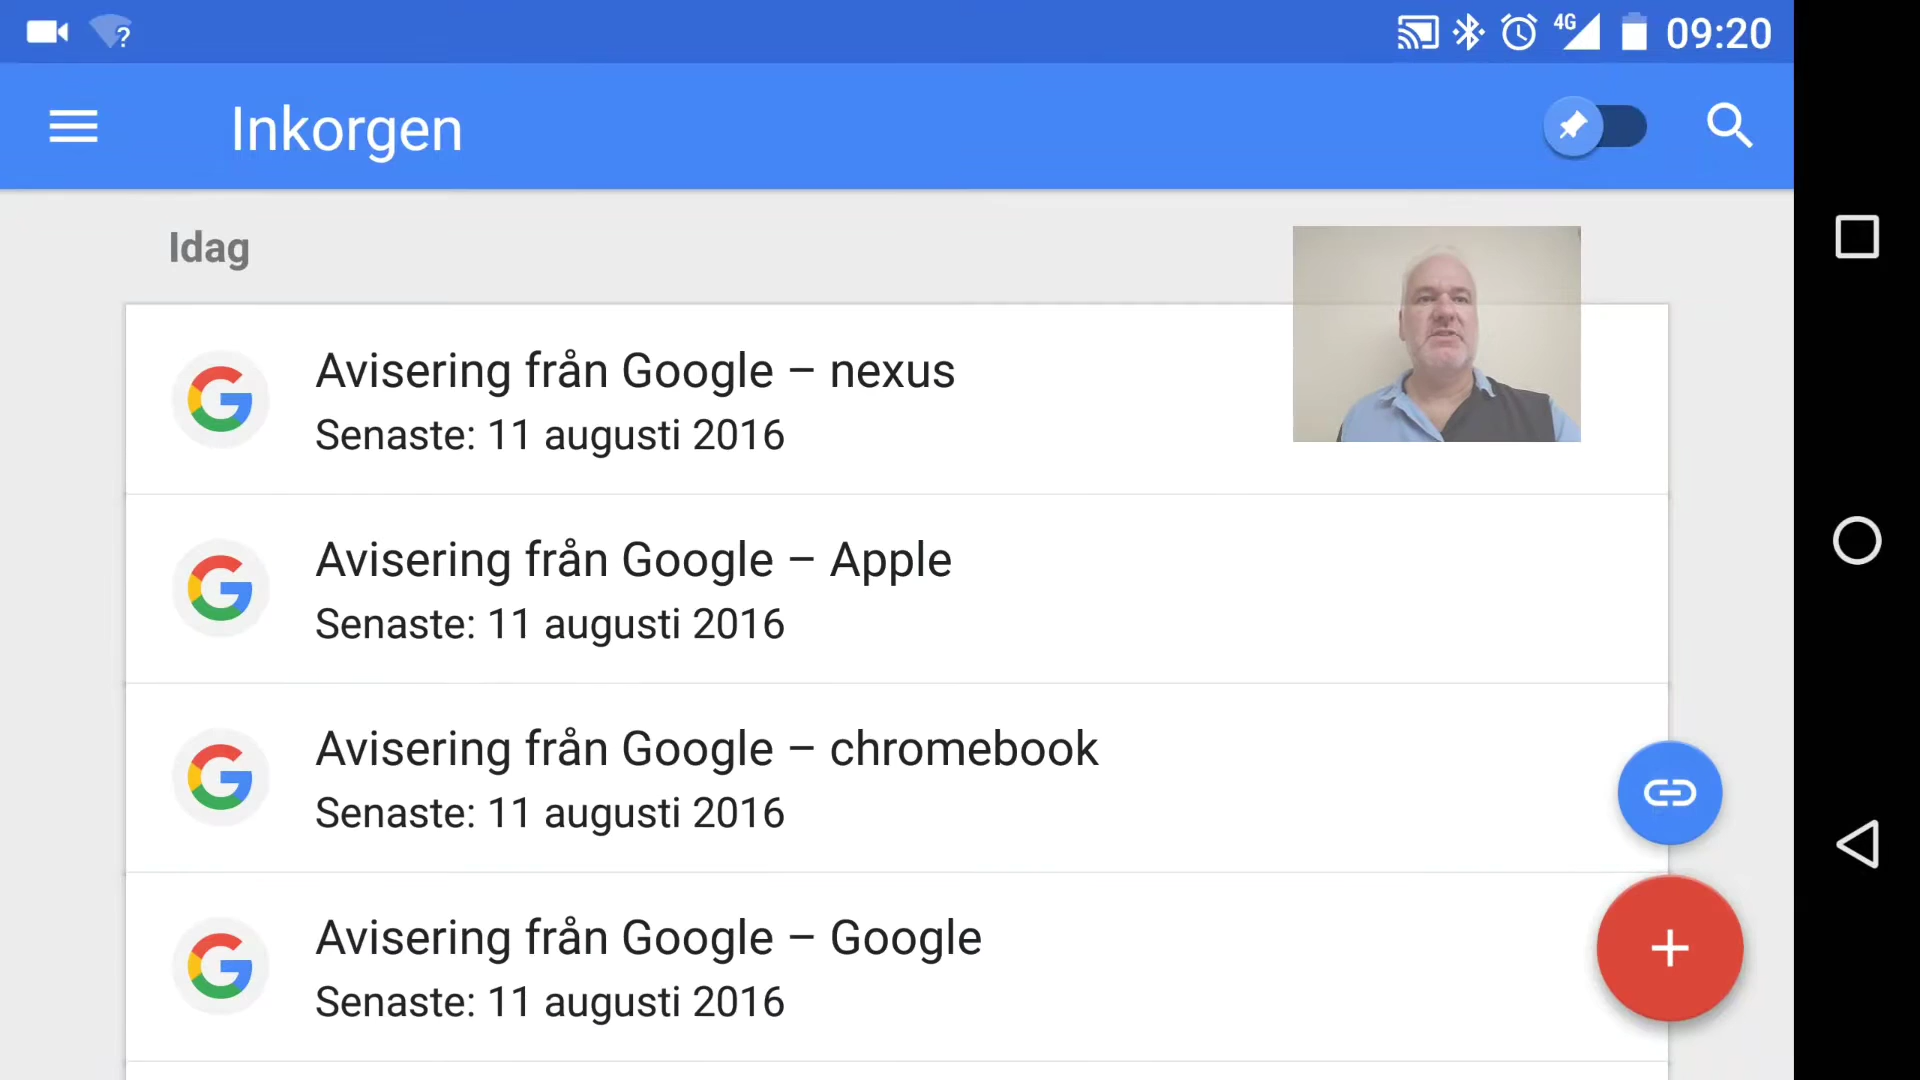 ?
4G
09:20
Inkorgen
Idag
Avisering från Google – nexus
Senaste: 11 augusti 2016
Avisering från Google – Apple
Senaste: 11 augusti 2016
Avisering från Google – chromebook
Senaste: 11 augusti 2016
Avisering från Google – Google
Senaste: 11 augusti 2016